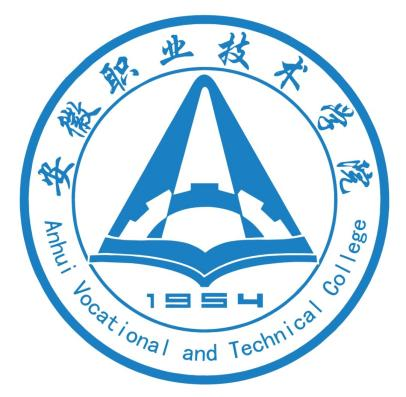 安徽职业技术学院
1954
Anhui Vocational and Technical College